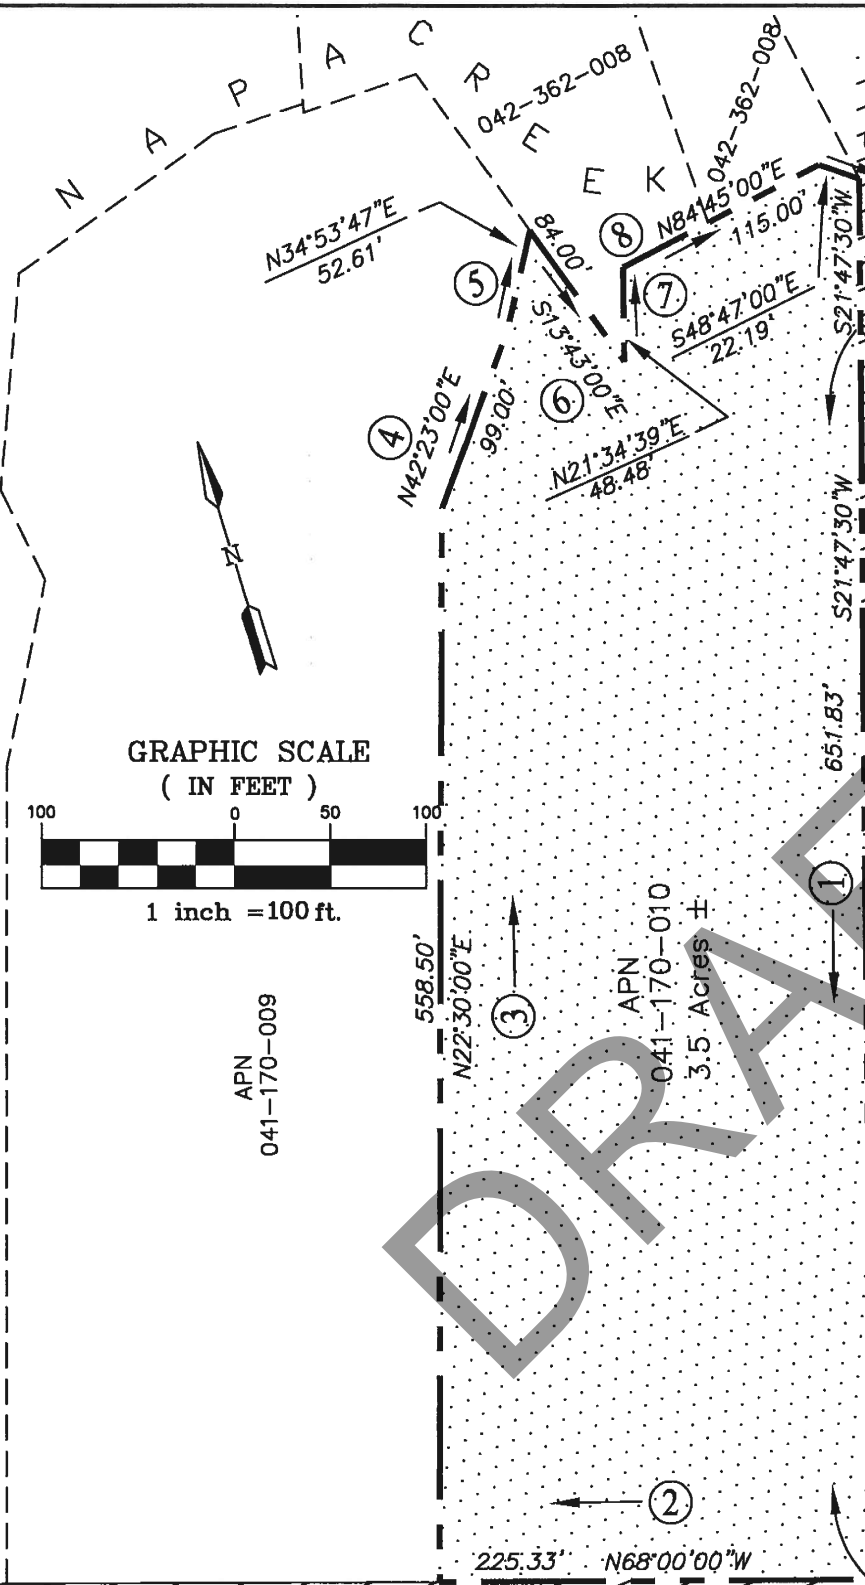 NAPA CREEK
042-362-008
042-362-008
N34°53'47"E
52.61'
84.00'
⑧
N84°45'00"E
115.00'
S21°47'30"W
⑤
⑦
S48°47'00"E
22.19'
S13°43'00"E
⑥
④
N42°23'00"E
99.00'
N21°34'39"E
48.48'
N
S21°47'30"W
651.83'
GRAPHIC SCALE
( IN FEET )
100 0 50 100
1 inch =100 ft.
①
558.50'
N22°30'00"E
③
APN
041-170-010
3.5 Acres ±
APN
041-170-009
②
225.33' N68°00'00"W